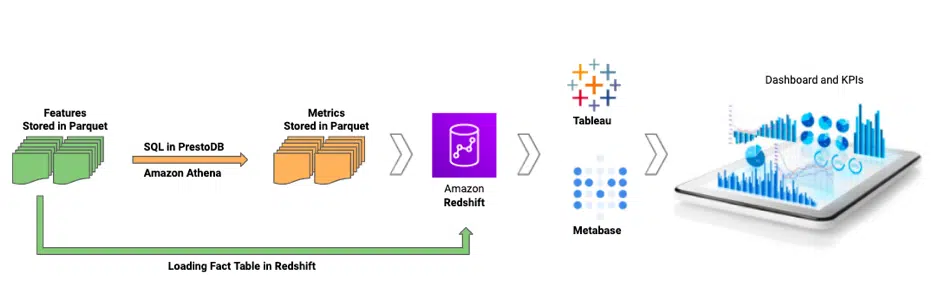 Features
Stored in Parquet
SQL in PrestoDB
Amazon Athena
Metrics
Stored in Parquet
Amazon
Redshift
Tableau
Metabase
Dashboard and KPIs
Loading Fact Table in Redshift